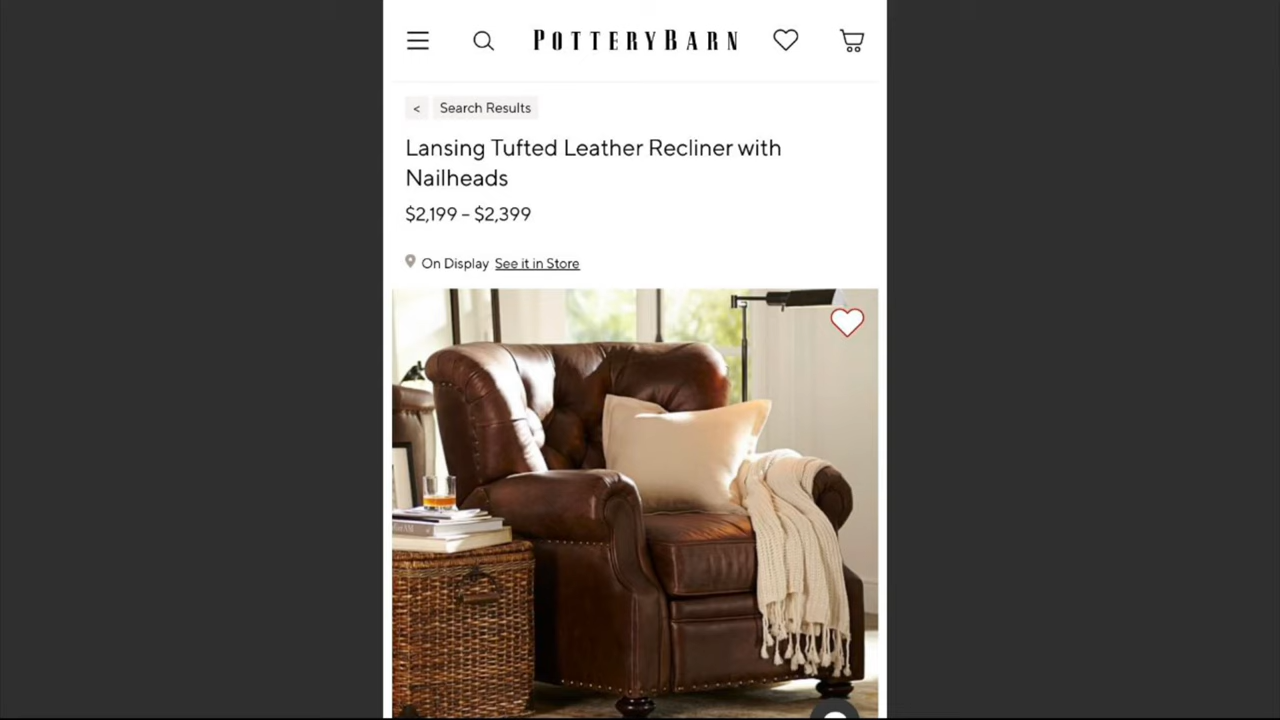 POTTERYBARN
< Search Results
Lansing Tufted Leather Recliner with
Nailheads
$2,199 – $2,399
On Display See it in Store